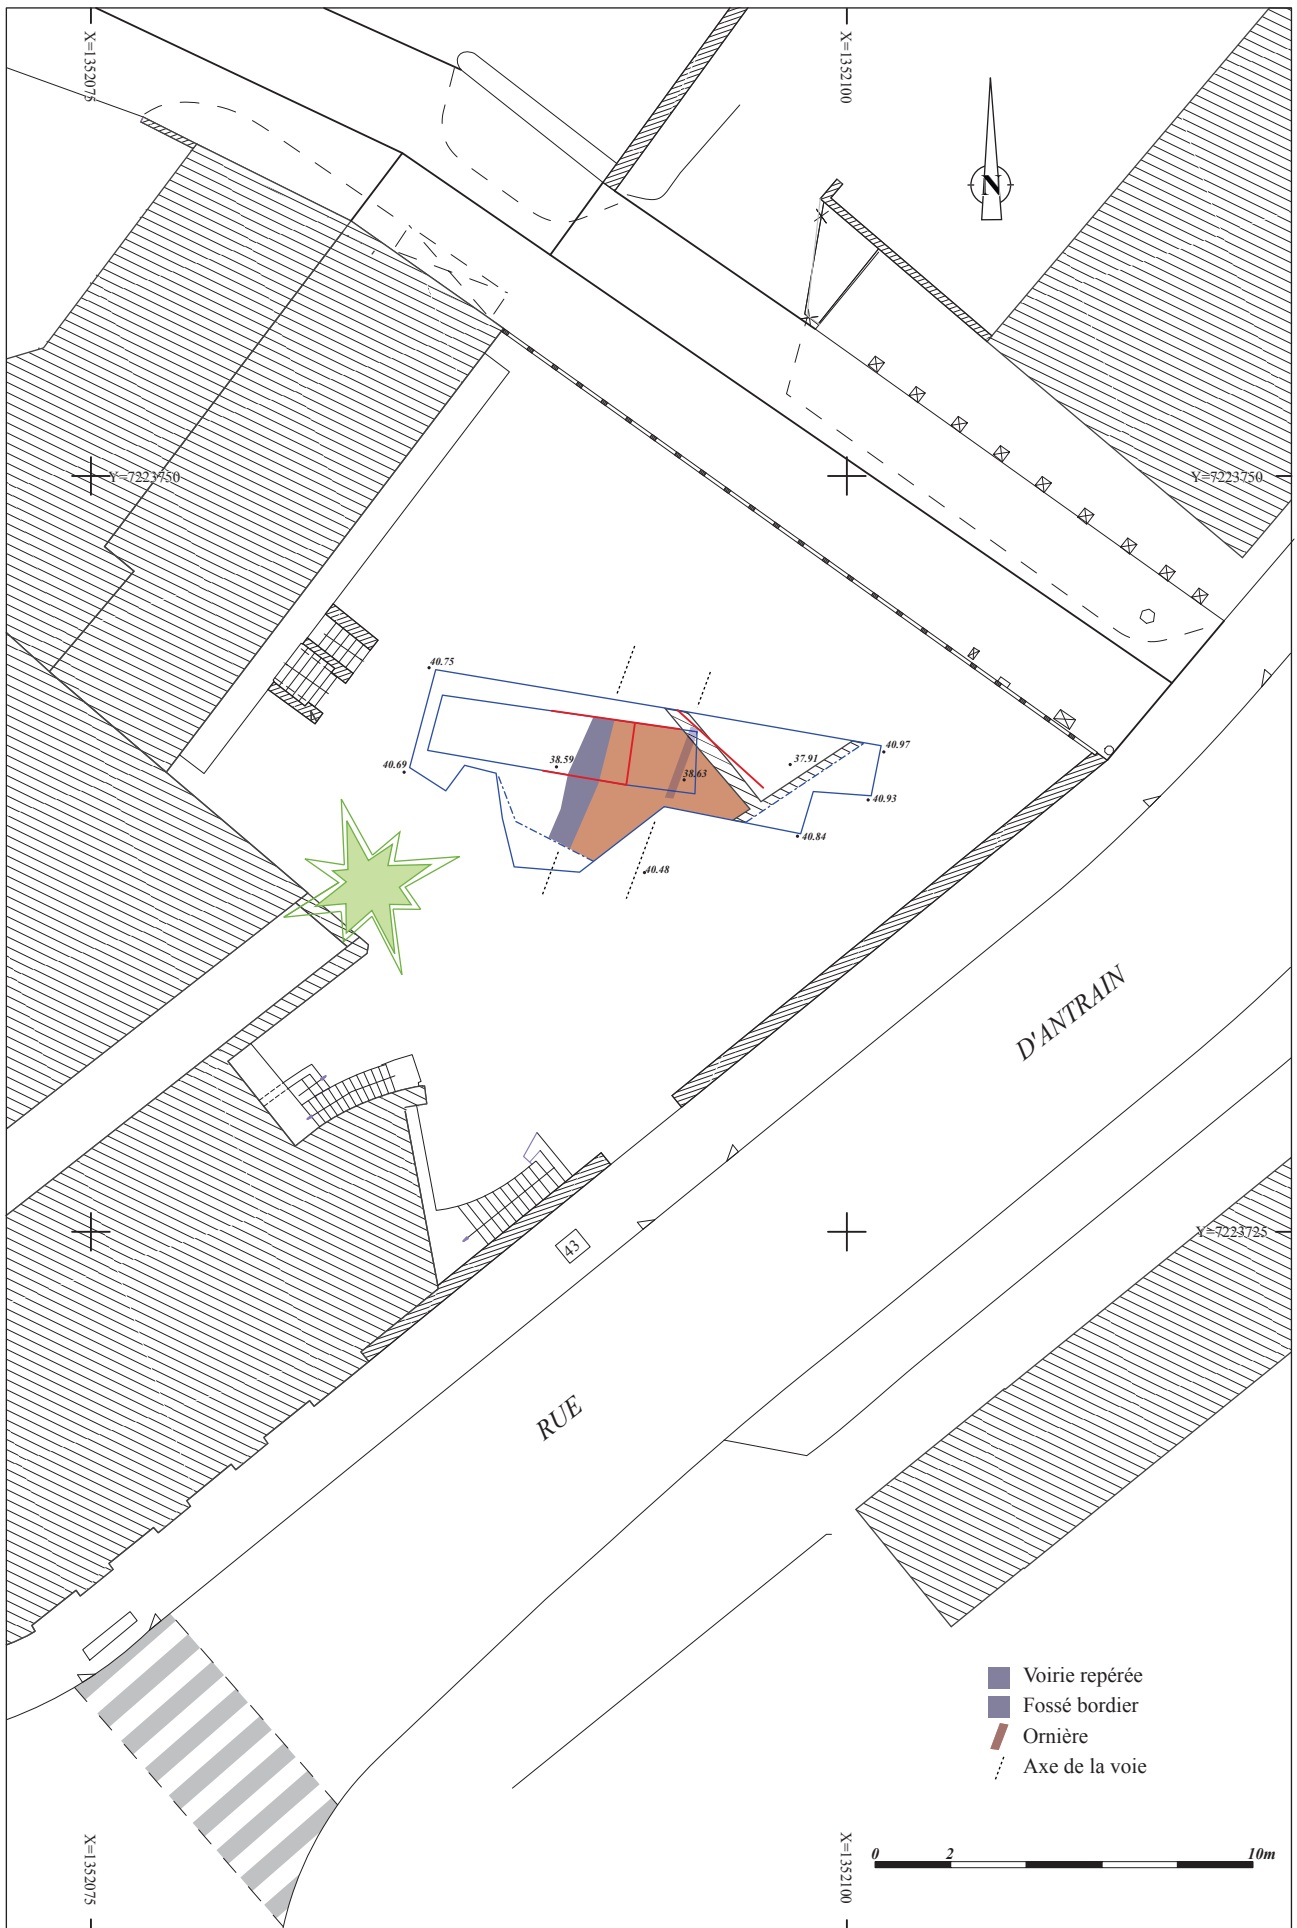 X=1352075
X=1352100
N
Y=7223750
Y=7223750
40.75
40.97
38.59
37.91
40.69
38.63
40.93
40.84
40.48
D'ANTRAIN
Y=7223725
43
RUE
Voirie repérée
Fossé bordier
Ornière
Axe de la voie
X=1352075
X=1352100
0 2 10m